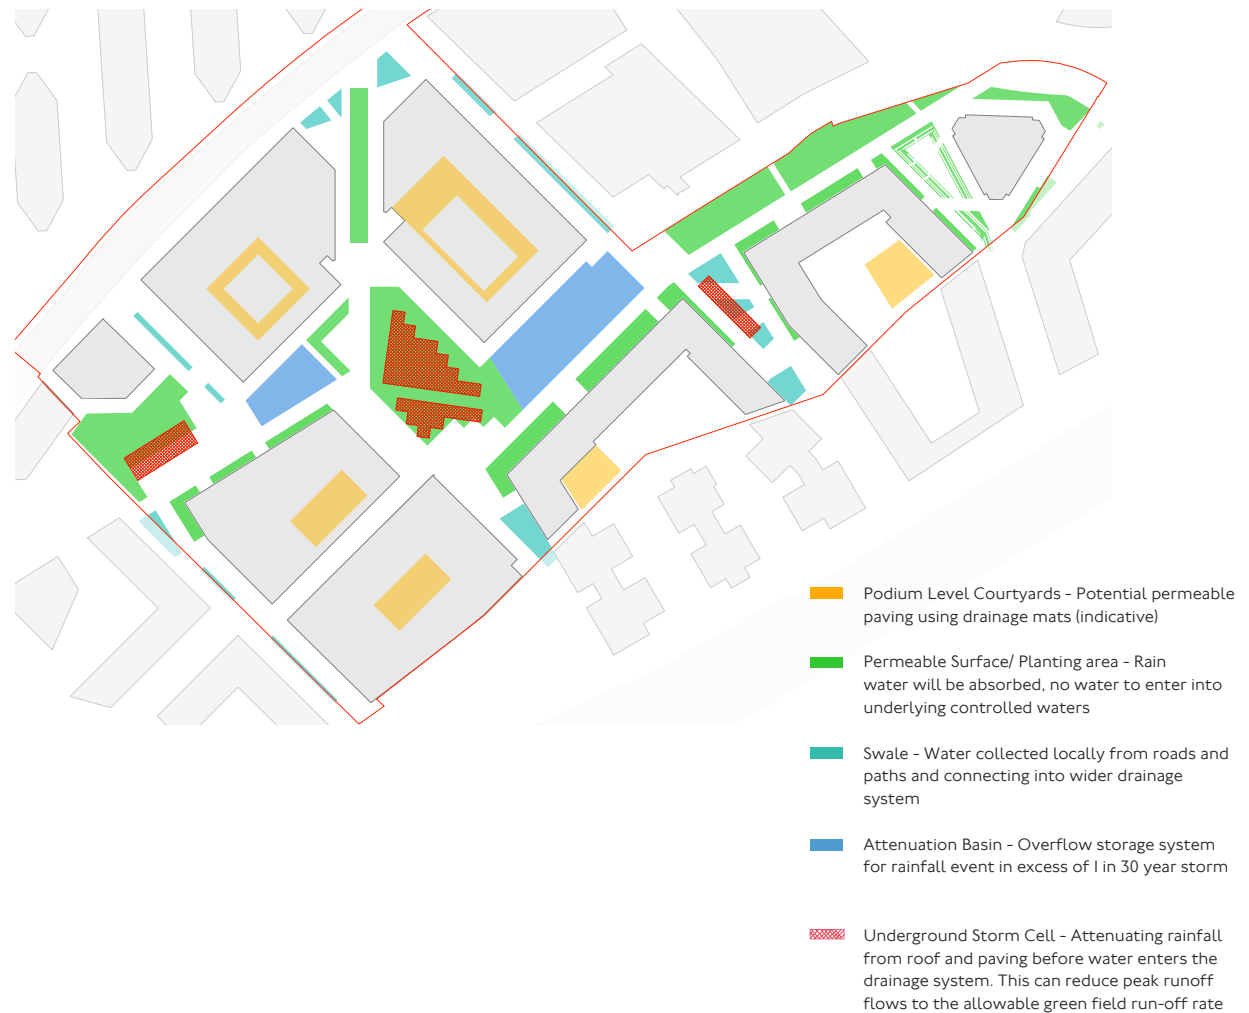 Podium Level Courtyards - Potential permeable
paving using drainage mats (indicative)
Permeable Surface/ Planting area - Rain
water will be absorbed, no water to enter into
underlying controlled waters
Swale - Water collected locally from roads and
paths and connecting into wider drainage
system
Attenuation Basin - Overflow storage system
for rainfall event in excess of 1 in 30 year storm
Underground Storm Cell - Attenuating rainfall
from roof and paving before water enters the
drainage system. This can reduce peak runoff
flows to the allowable green field run-off rate